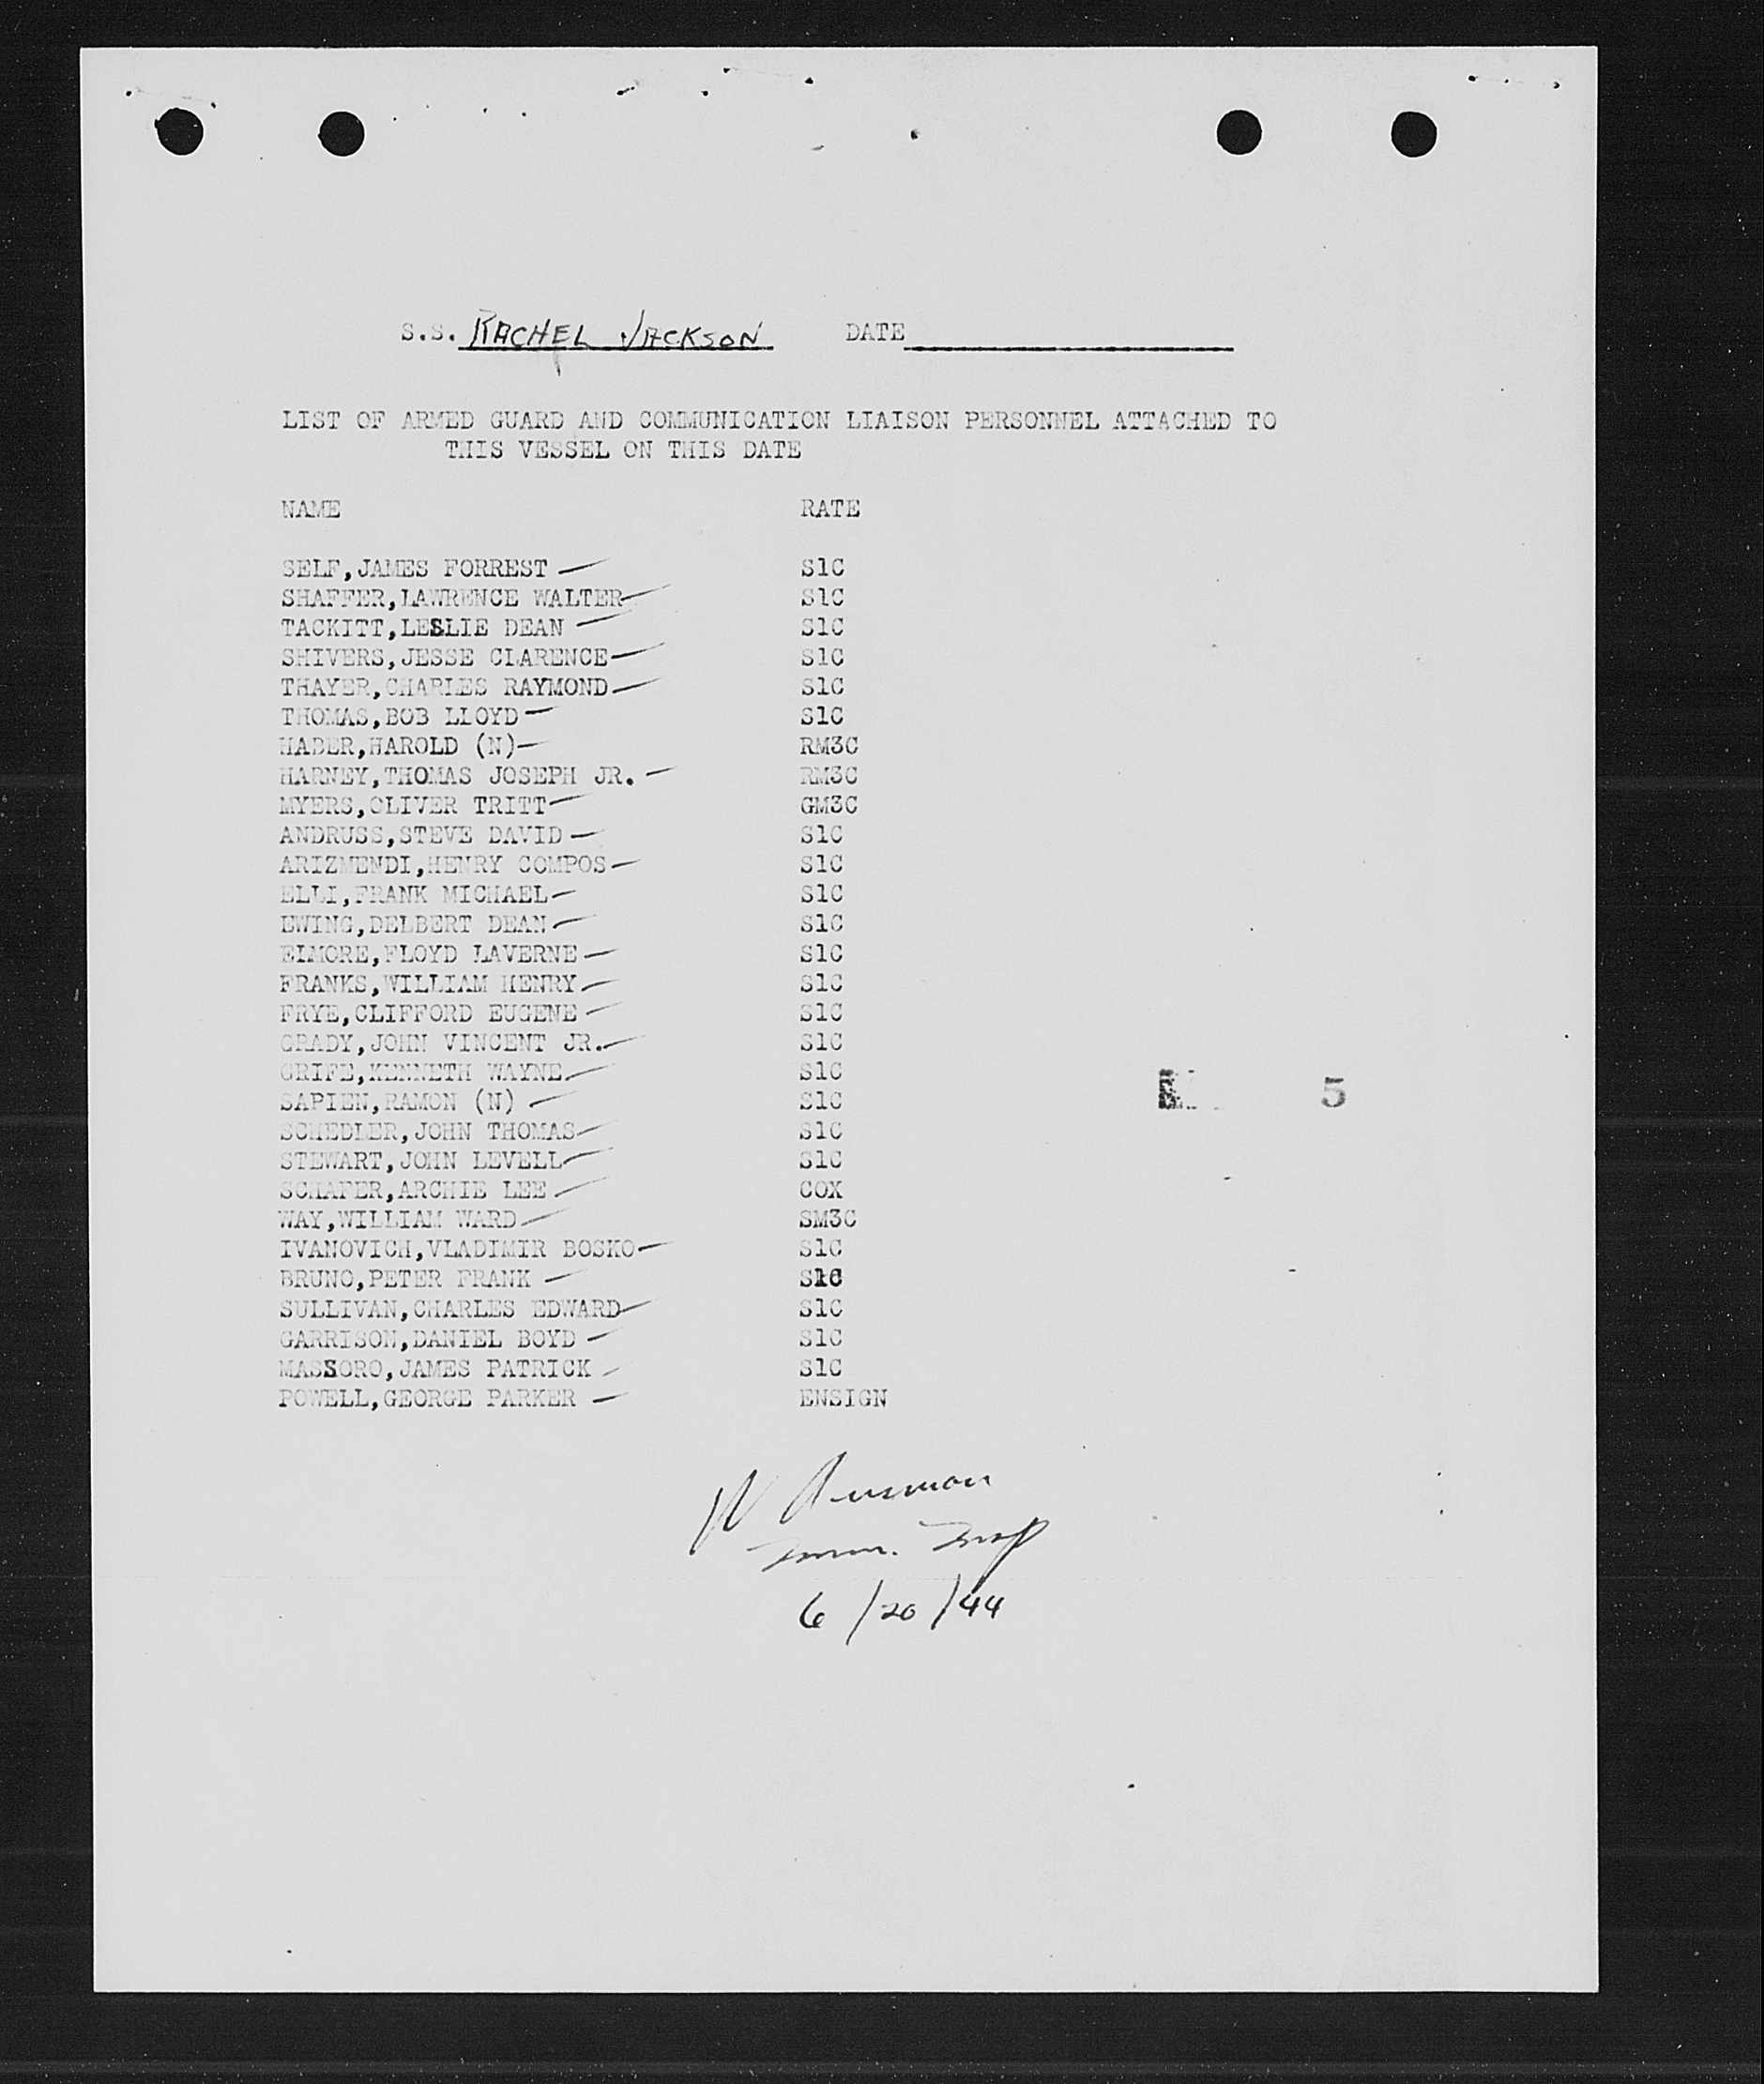 S.S. RACHEL JACKSON DATE
LIST OF ARMED GUARD AND COMMUNICATION LIAISON PERSONNEL ATTACHED TO
THIS VESSEL ON THIS DATE
NAME RATE
SELF,JAMES FORREST S1C
SHAFFER,LAWRENCE WALTER S1C
TACKITT,LESLIE DEAN S1C
SHIVERS,JESSE CLARENCE S1C
THAYER,CHARLES RAYMOND S1C
THOMAS,BOB LLOYD S1C
HABER,HAROLD (N) RM3C
HARNEY,THOMAS JOSEPH JR. RM3C
MYERS,OLIVER TRITT GM3C
ANDRUSS,STEVE DAVID S1C
ARIZMENDI,HENRY COMPOS S1C
ELLI,FRANK MICHAEL S1C
EWING,DELBERT DEAN S1C
ELMORE,FLOYD LAVERNE S1C
FRANKS,WILLIAM HENRY S1C
FRYE,CLIFFORD EUGENE S1C
GRADY,JOHN VINCENT JR. S1C
GRIFE,KENNETH WAYNE S1C
SAPIEN,RAMON (N) S1C
SCHEDLER,JOHN THOMAS S1C
STEWART,JOHN LEVELL S1C
SCHAFER,ARCHIE LEE COX
WAY,WILLIAM WARD SM3C
IVANOVICH,VLADIMIR BOSKO S1C
BRUNO,PETER FRANK S1C
SULLIVAN,CHARLES EDWARD S1C
GARRISON,DANIEL BOYD S1C
MASSORO,JAMES PATRICK S1C
POWELL,GEORGE PARKER ENSIGN
5
6/20/44